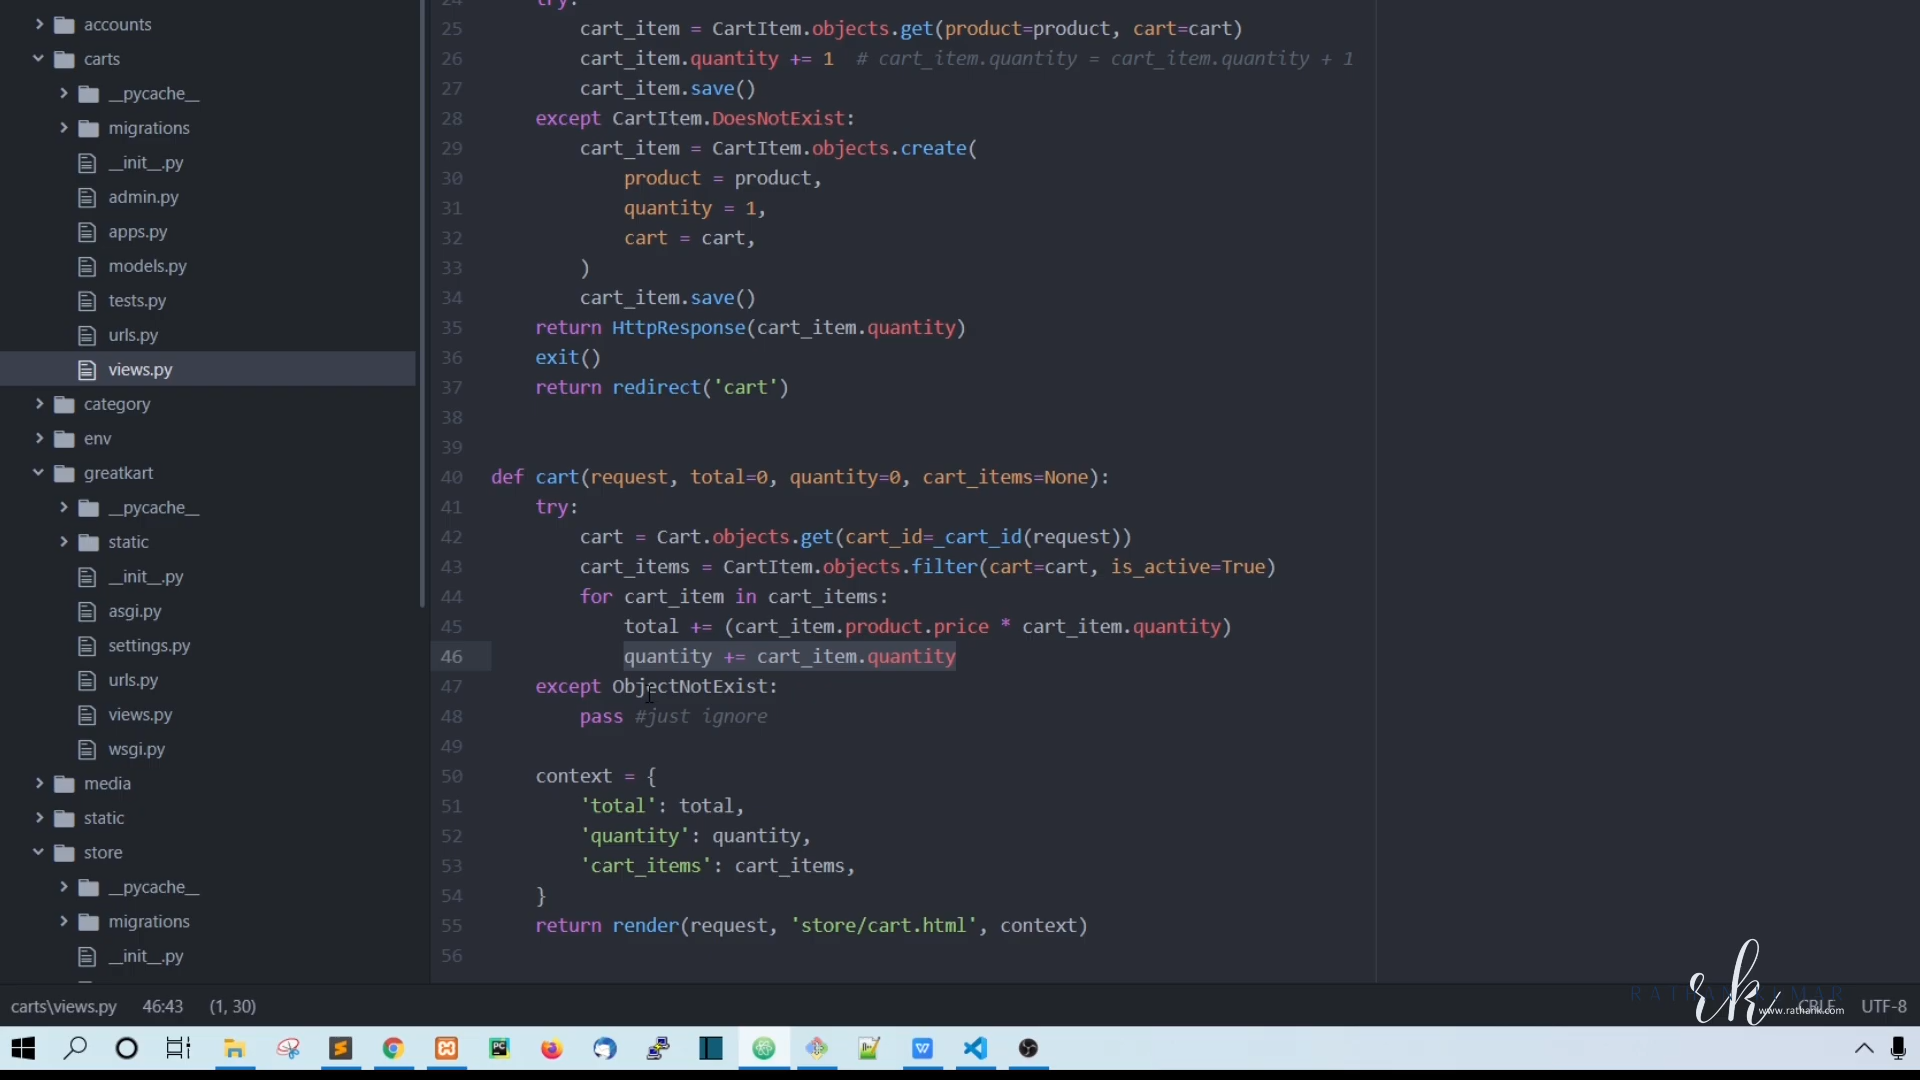 accounts
carts
__pycache__
migrations
__init__.py
admin.py
apps.py
models.py
tests.py
urls.py
views.py
category
env
greatkart
__pycache__
static
__init__.py
asgi.py
settings.py
urls.py
views.py
wsgi.py
media
static
store
__pycache__
migrations
__init__.py
24 try:
25 cart_item = CartItem.objects.get(product=product, cart=cart)
26 cart_item.quantity += 1 # cart_item.quantity = cart_item.quantity + 1
27 cart_item.save()
28 except CartItem.DoesNotExist:
29 cart_item = CartItem.objects.create(
30 product = product,
31 quantity = 1,
32 cart = cart,
33 )
34 cart_item.save()
35 return HttpResponse(cart_item.quantity)
36 exit()
37 return redirect('cart')
38
39
40 def cart(request, total=0, quantity=0, cart_items=None):
41 try:
42 cart = Cart.objects.get(cart_id=_cart_id(request))
43 cart_items = CartItem.objects.filter(cart=cart, is_active=True)
44 for cart_item in cart_items:
45 total += (cart_item.product.price * cart_item.quantity)
46 quantity += cart_item.quantity
47 except ObjectNotExist:
48 pass #just ignore
49
50 context = {
51 'total': total,
52 'quantity': quantity,
53 'cart_items': cart_items,
54 }
55 return render(request, 'store/cart.html', context)
56
carts\views.py 46:43 (1, 30)
CRLF UTF-8
rk
www.rathank.com